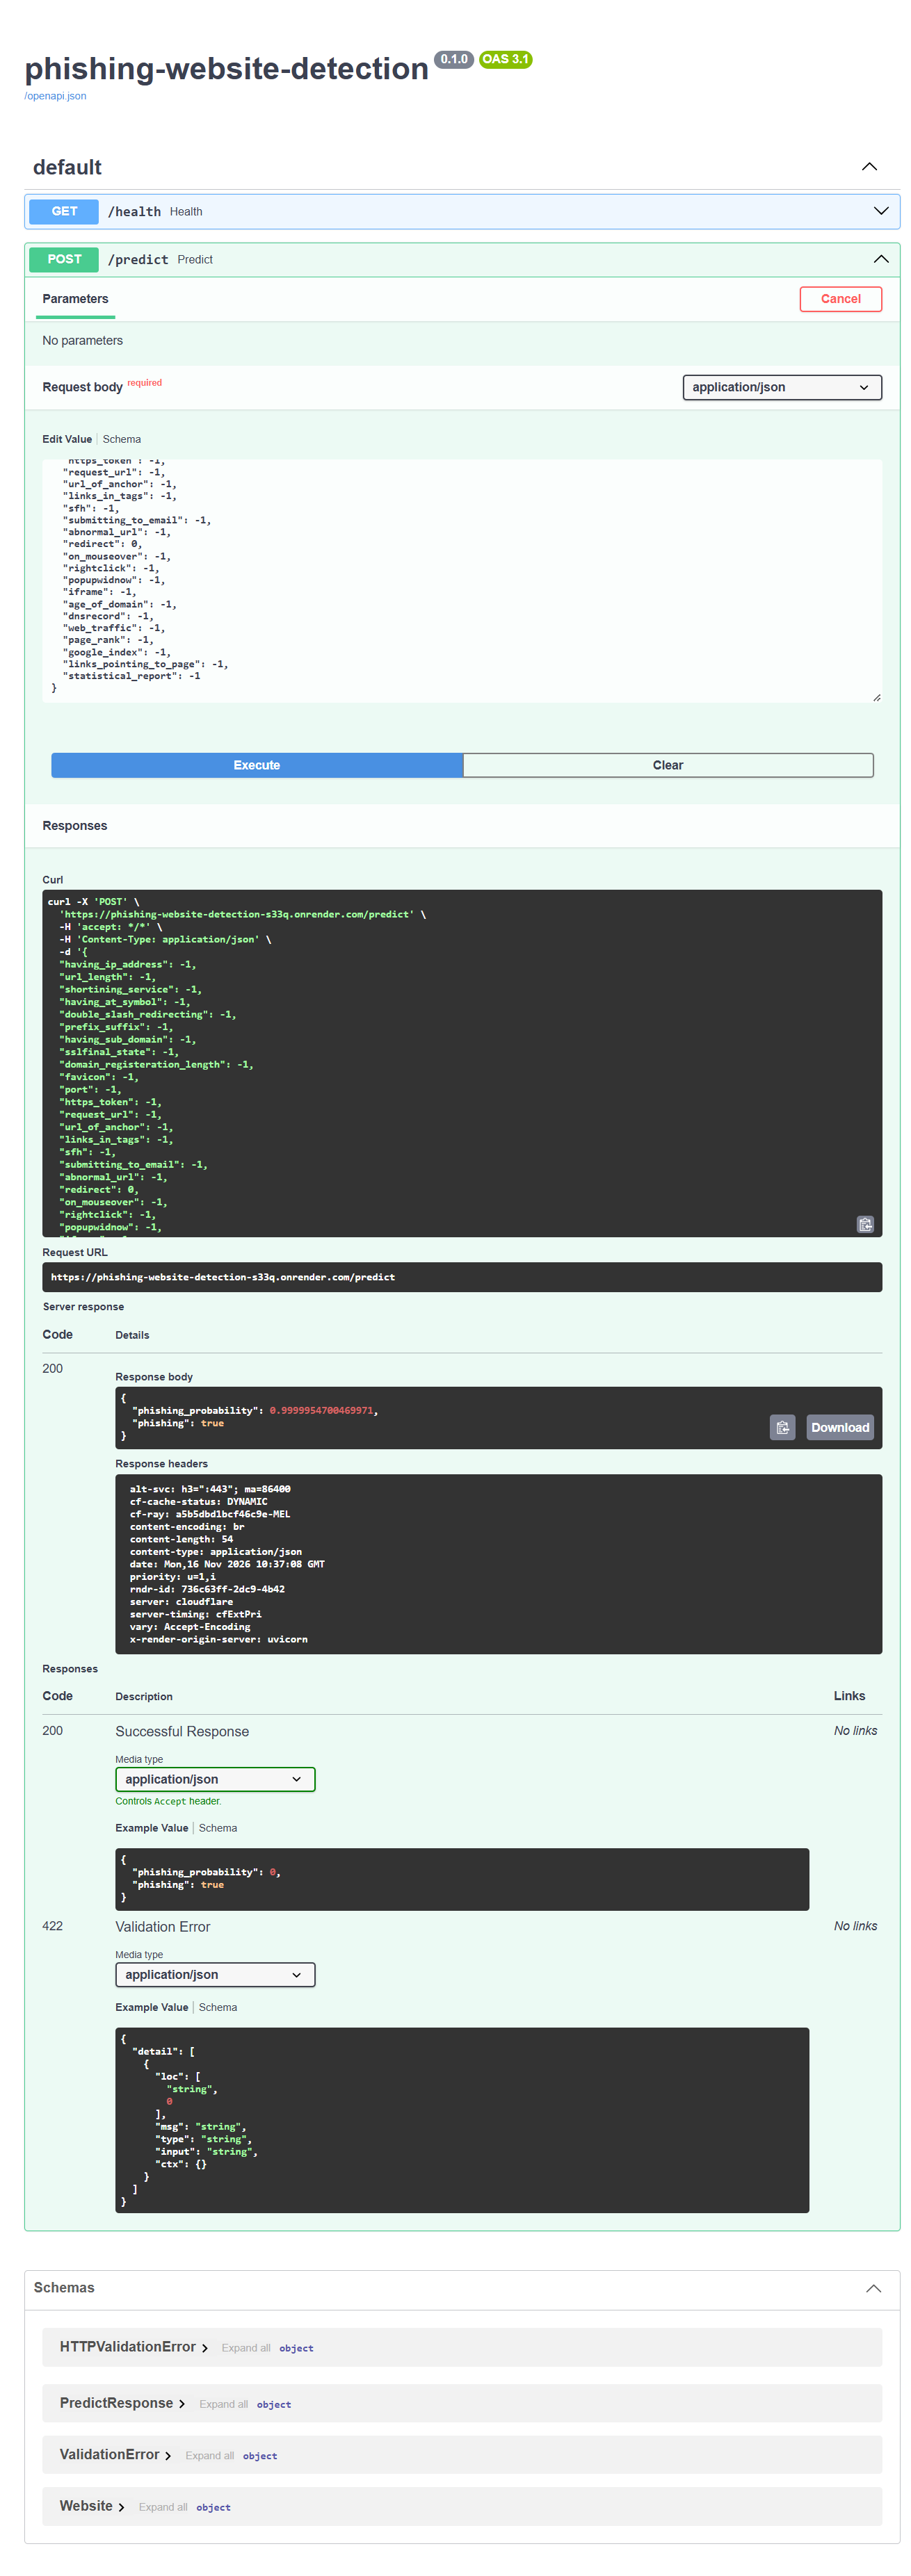 phishing-website-detection 0.1.0 OAS 3.1
/openapi.json
default
GET /health Health
POST /predict Predict
Parameters
Cancel
No parameters
Request body required
application/json
Edit Value | Schema
"https_token": -1,
"request_url": -1,
"url_of_anchor": -1,
"links_in_tags": -1,
"sfh": -1,
"submitting_to_email": -1,
"abnormal_url": -1,
"redirect": 0,
"on_mouseover": -1,
"rightclick": -1,
"popupwidnow": -1,
"iframe": -1,
"age_of_domain": -1,
"dnsrecord": -1,
"web_traffic": -1,
"page_rank": -1,
"google_index": -1,
"links_pointing_to_page": -1,
"statistical_report": -1
}
Execute
Clear
Responses
Curl
curl -X 'POST' \
'https://phishing-website-detection-s33q.onrender.com/predict' \
-H 'accept: */*' \
-H 'Content-Type: application/json' \
-d '{
"having_ip_address": -1,
"url_length": -1,
"shortining_service": -1,
"having_at_symbol": -1,
"double_slash_redirecting": -1,
"prefix_suffix": -1,
"having_sub_domain": -1,
"sslfinal_state": -1,
"domain_registeration_length": -1,
"favicon": -1,
"port": -1,
"https_token": -1,
"request_url": -1,
"url_of_anchor": -1,
"links_in_tags": -1,
"sfh": -1,
"submitting_to_email": -1,
"abnormal_url": -1,
"redirect": 0,
"on_mouseover": -1,
"rightclick": -1,
"popupwidnow": -1,
Request URL
https://phishing-website-detection-s33q.onrender.com/predict
Server response
Code Details
200
Response body
{
"phishing_probability": 0.9999954700469971,
"phishing": true
}
Download
Response headers
alt-svc: h3=":443"; ma=86400
cf-cache-status: DYNAMIC
cf-ray: a5b5dbd1bcf46c9e-MEL
content-encoding: br
content-length: 54
content-type: application/json
date: Mon,16 Nov 2026 10:37:08 GMT
priority: u=1,i
rndr-id: 736c63ff-2dc9-4b42
server: cloudflare
server-timing: cfExtPri
vary: Accept-Encoding
x-render-origin-server: uvicorn
Responses
Code Description Links
200 Successful Response No links
Media type
application/json
Controls Accept header.
Example Value | Schema
{
"phishing_probability": 0,
"phishing": true
}
422 Validation Error No links
Media type
application/json
Example Value | Schema
{
"detail": [
{
"loc": [
"string",
0
],
"msg": "string",
"type": "string",
"input": "string",
"ctx": {}
}
]
}
Schemas
HTTPValidationError Expand all object
PredictResponse Expand all object
ValidationError Expand all object
Website Expand all object